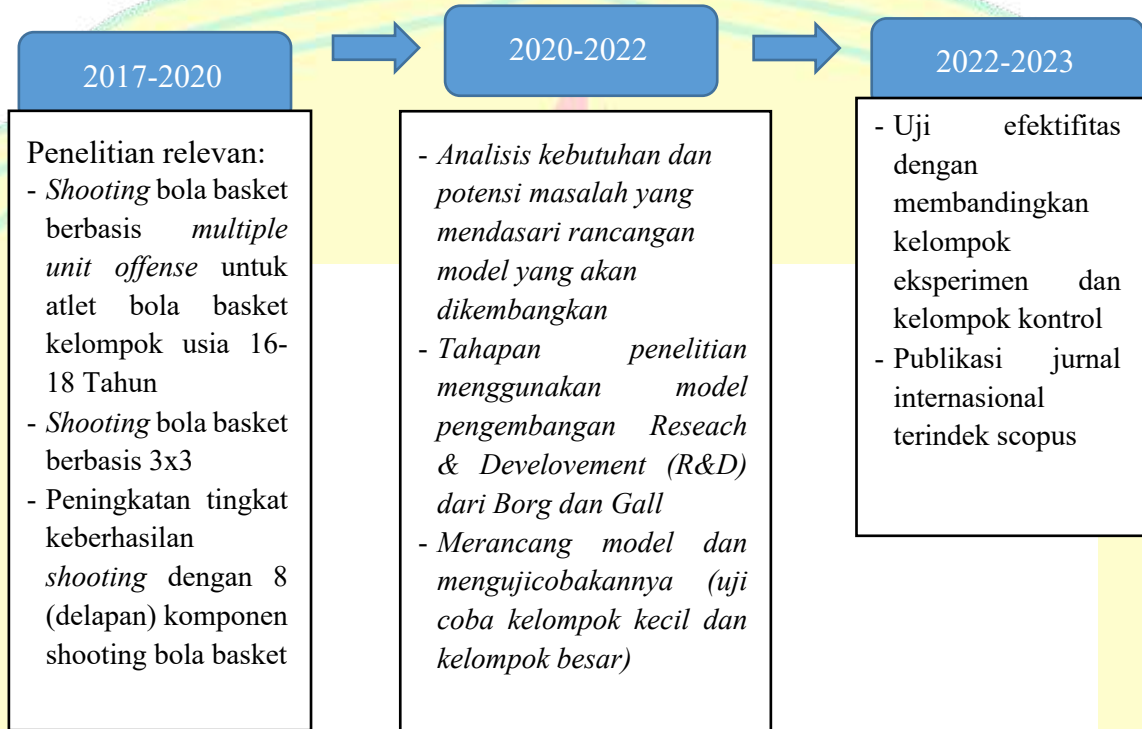 2017-2020
Penelitian relevan:
- Shooting bola basket
berbasis multiple
unit offense untuk
atlet bola basket
kelompok usia 16-
18 Tahun
- Shooting bola basket
berbasis 3x3
- Peningkatan tingkat
keberhasilan
shooting dengan 8
(delapan) komponen
shooting bola basket
2020-2022
- Analisis kebutuhan dan
potensi masalah yang
mendasari rancangan
model yang akan
dikembangkan
- Tahapan penelitian
menggunakan model
pengembangan Reseach
& Develovement (R&D)
dari Borg dan Gall
- Merancang model dan
mengujicobakannya (uji
coba kelompok kecil dan
kelompok besar)
2022-2023
- Uji efektifitas
dengan
membandingkan
kelompok
eksperimen dan
kelompok kontrol
- Publikasi jurnal
internasional
terindek scopus